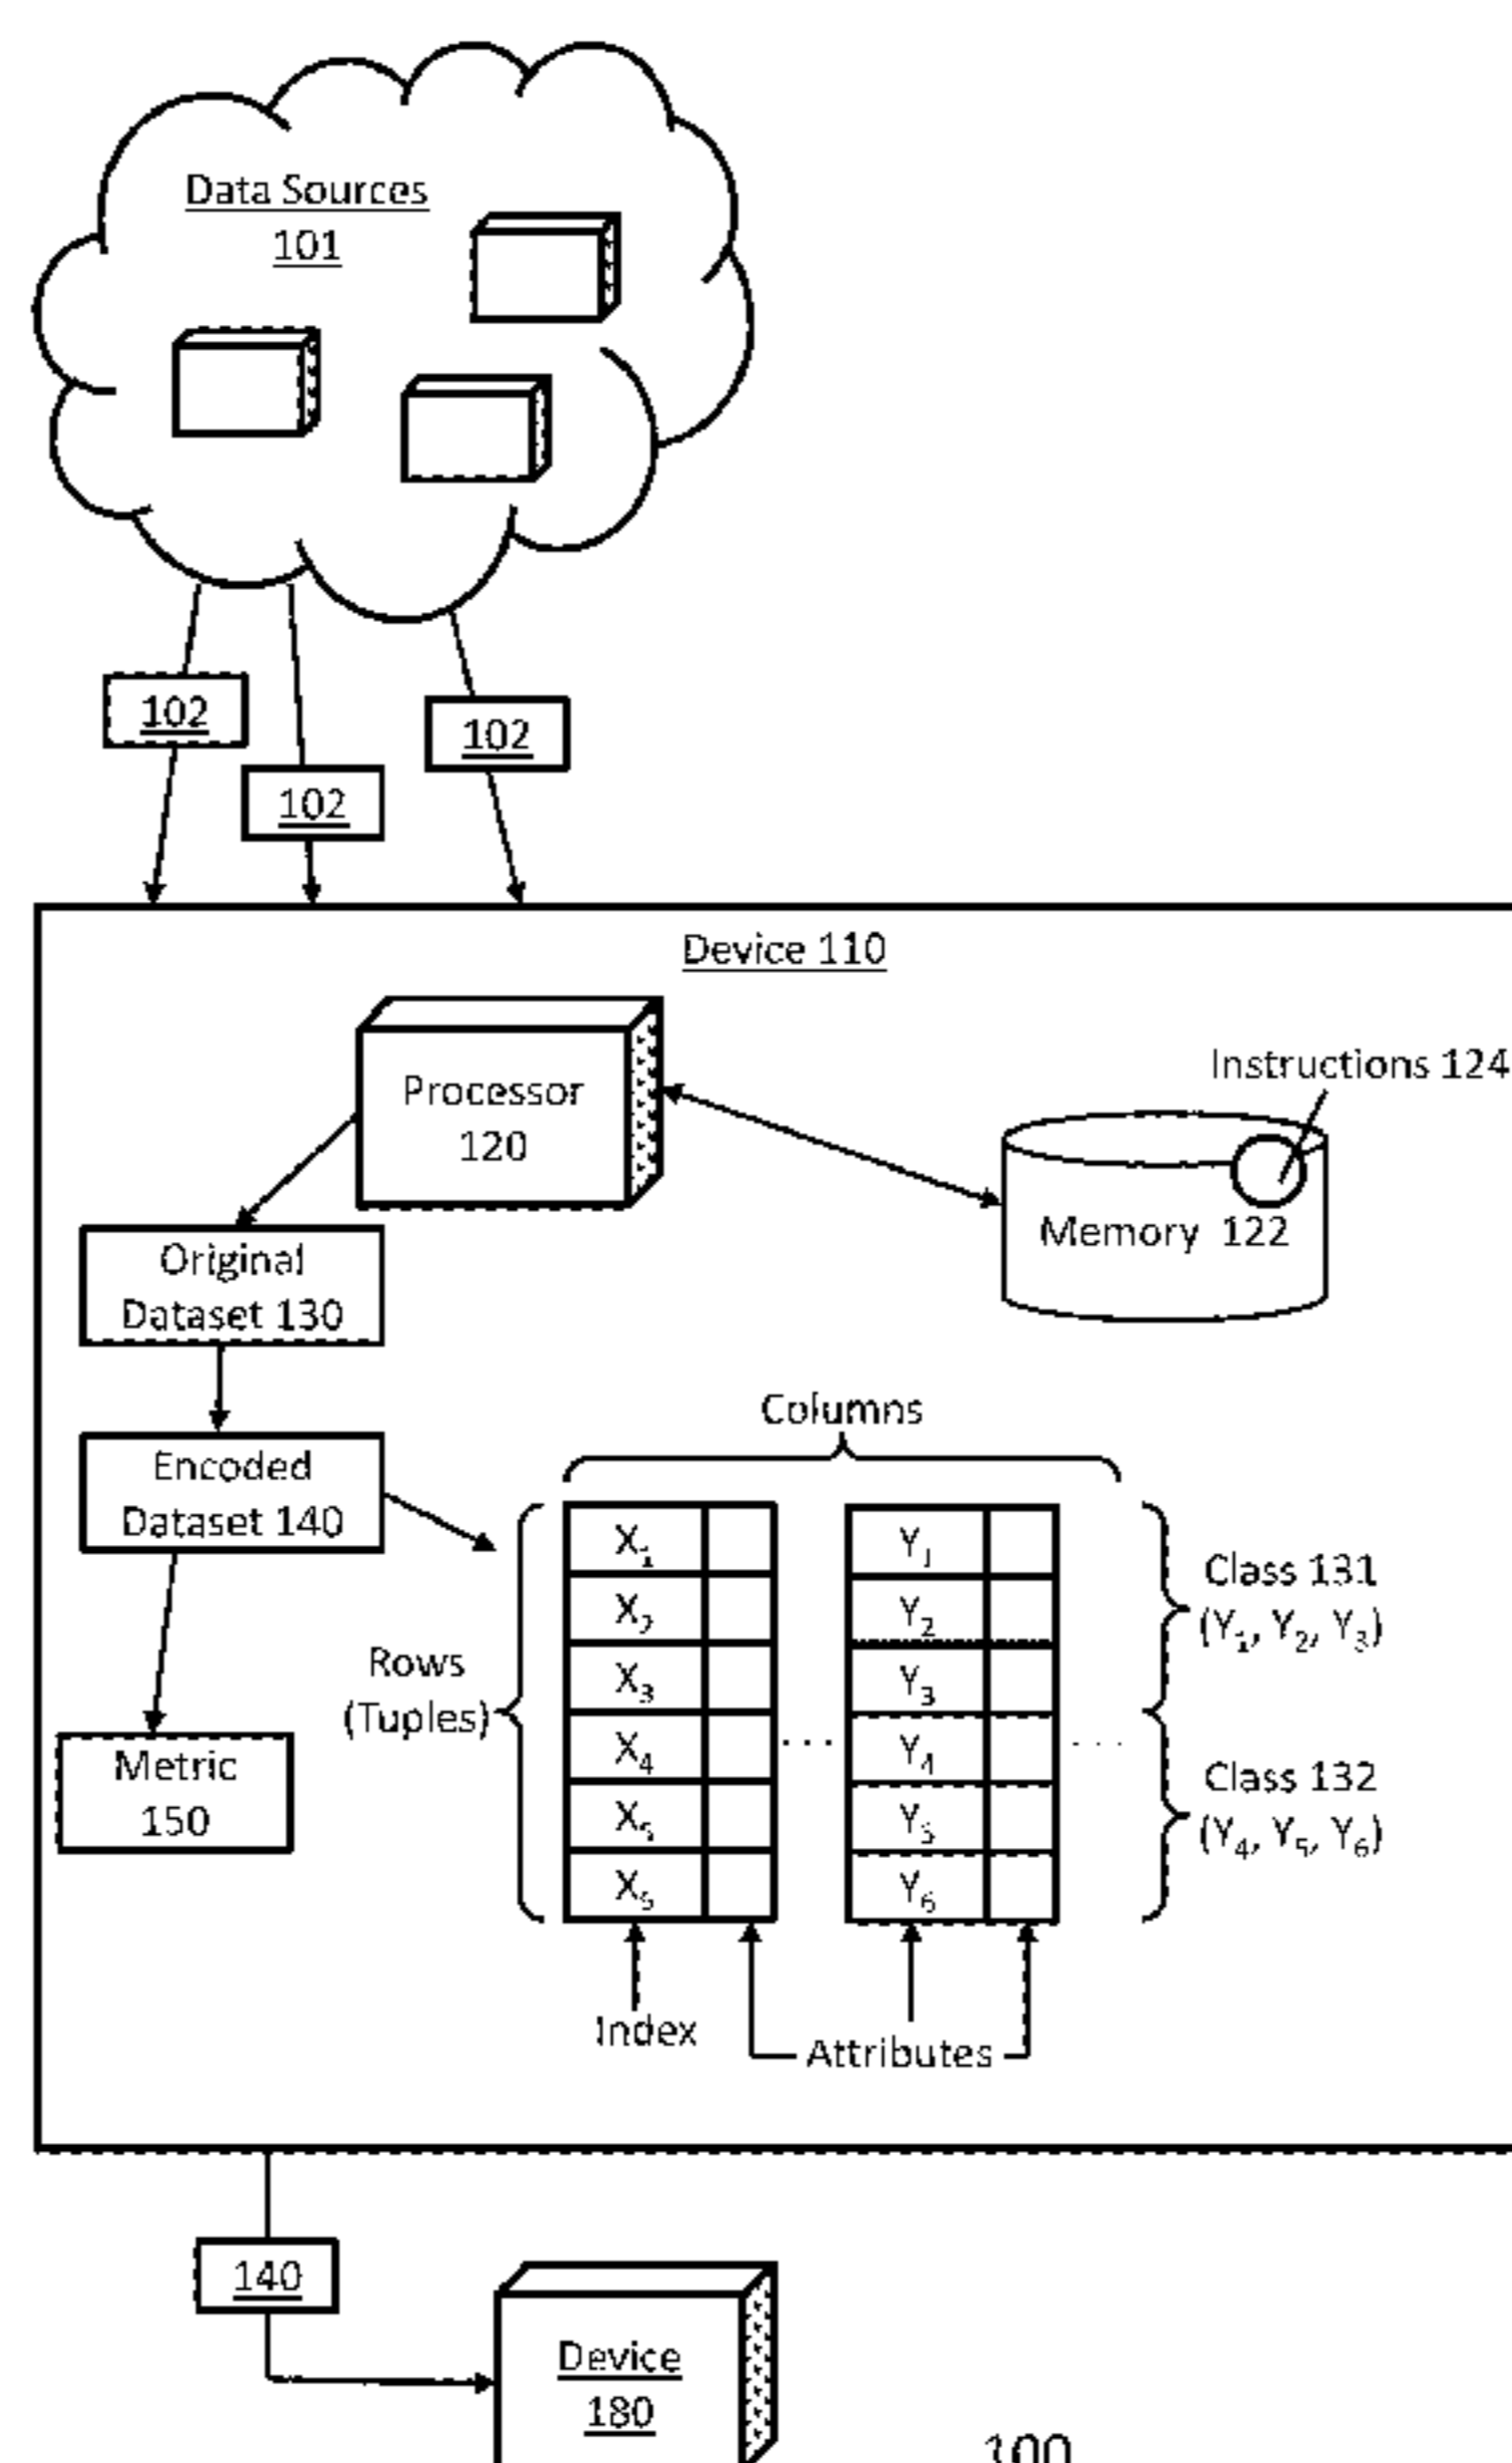 Data Sources
101
102
102
102
Device 110
Processor
120
Instructions 124
Memory 122
Original
Dataset 130
Encoded
Dataset 140
Metric
150
Columns
Rows
(Tuples)
X1
X2
X3
X4
X5
...
Y1
Y2
Y3
Y4
Y5
Y6
...
Class 131
(Y1, Y2, Y3)
Class 132
(Y4, Y5, Y6)
Index
Attributes
140
Device
180
100